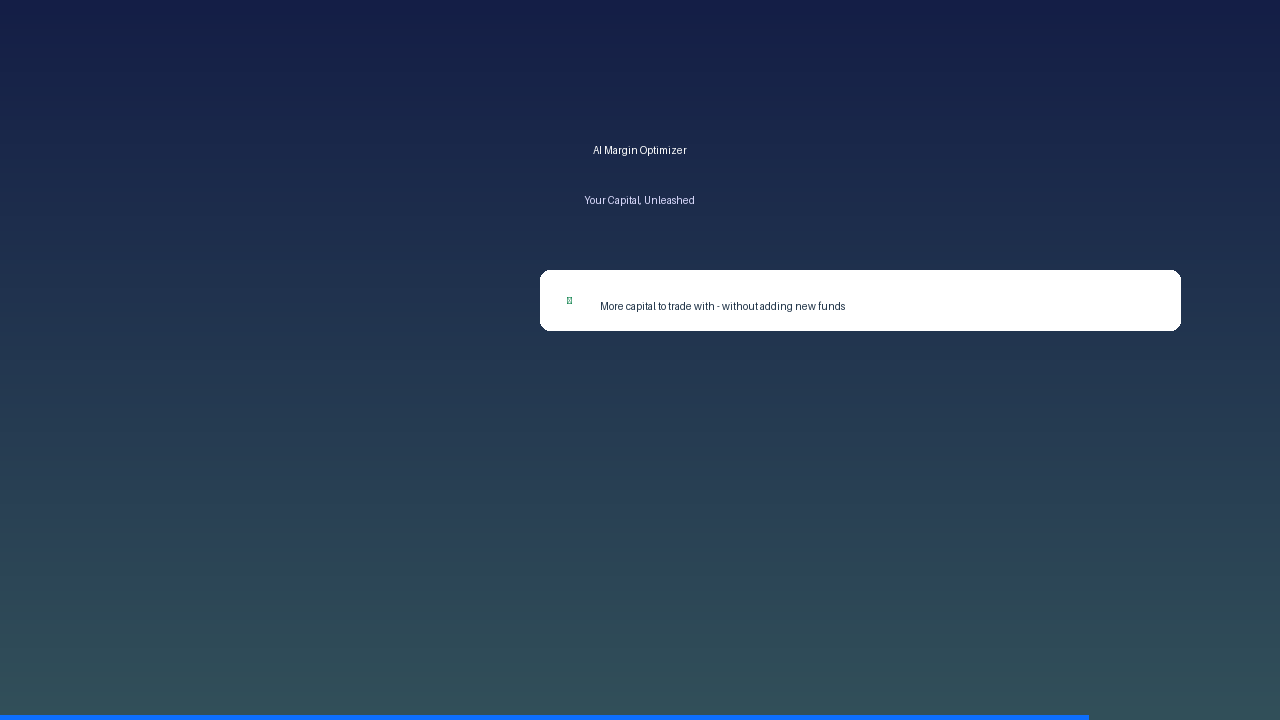 AI Margin Optimizer
Your Capital, Unleashed
More capital to trade with - without adding new funds